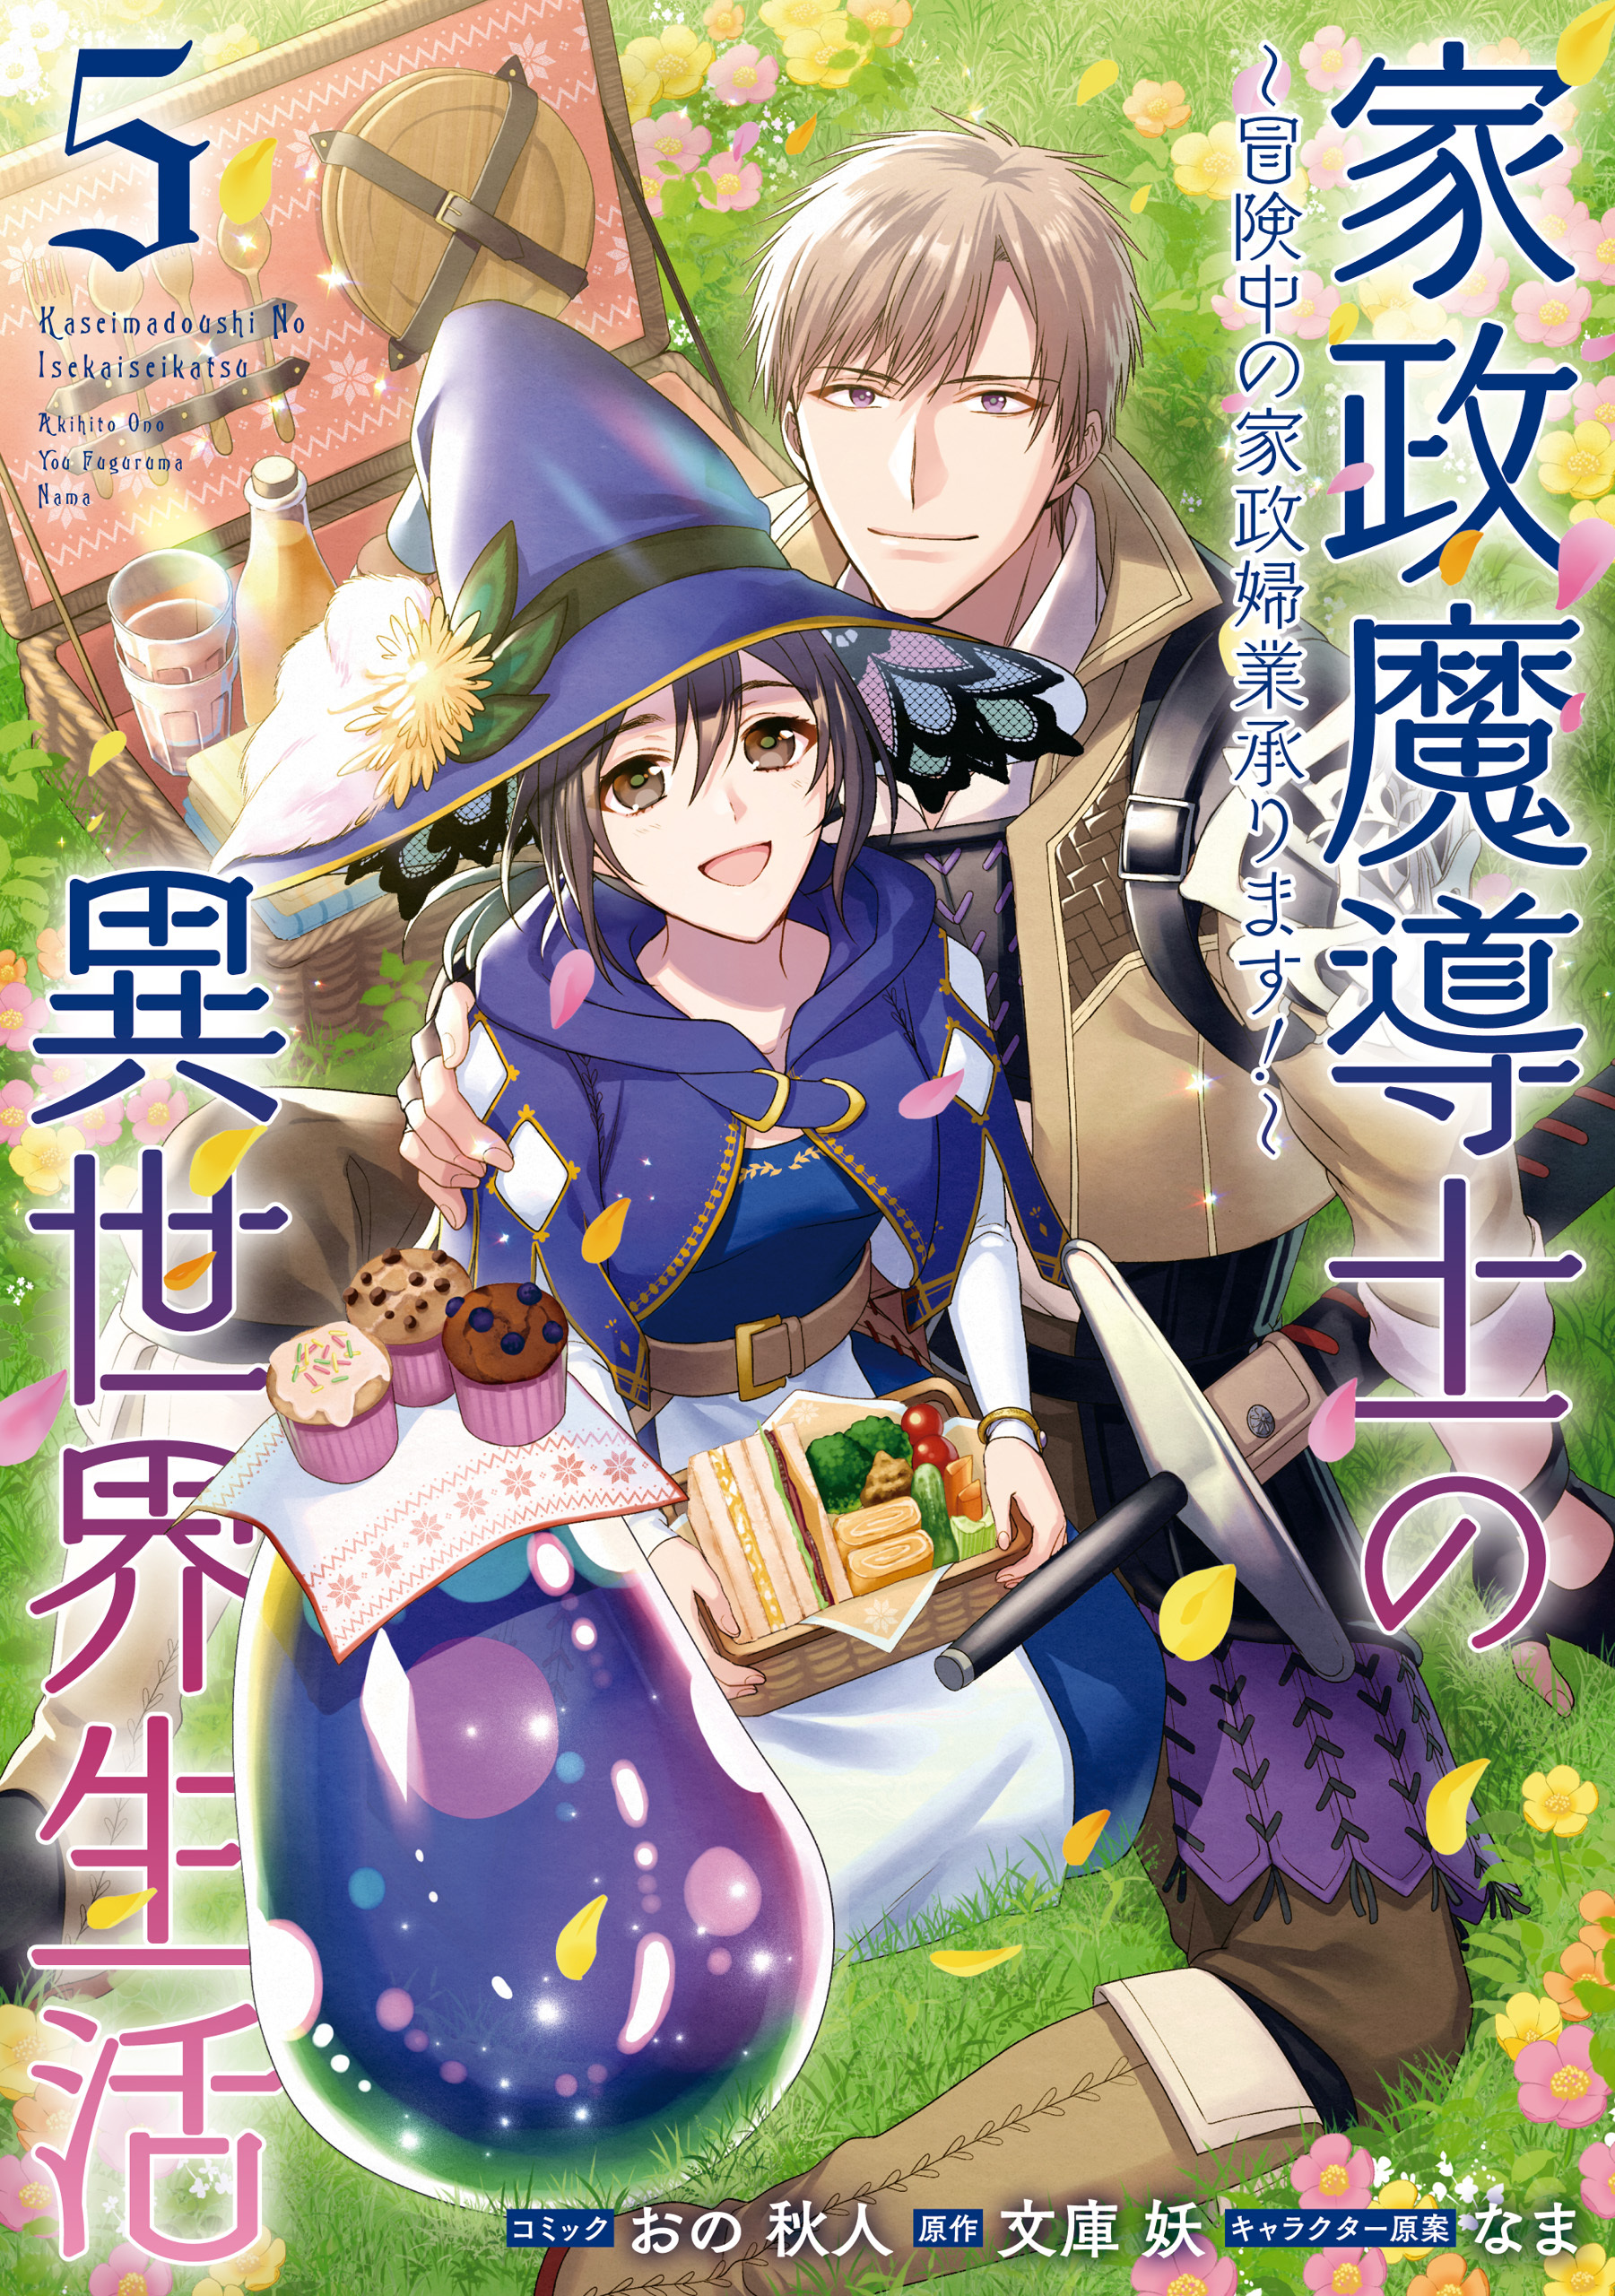 家政魔導士の
異世界生活
~冒険中の家政婦業承ります!~
5
Kaseimadoushi No
Isekaiseikatsu
Akihito Ono
You Fuguruma
Nama
コミック おの 秋人 原作 文庫 妖 キャラクター原案 なま